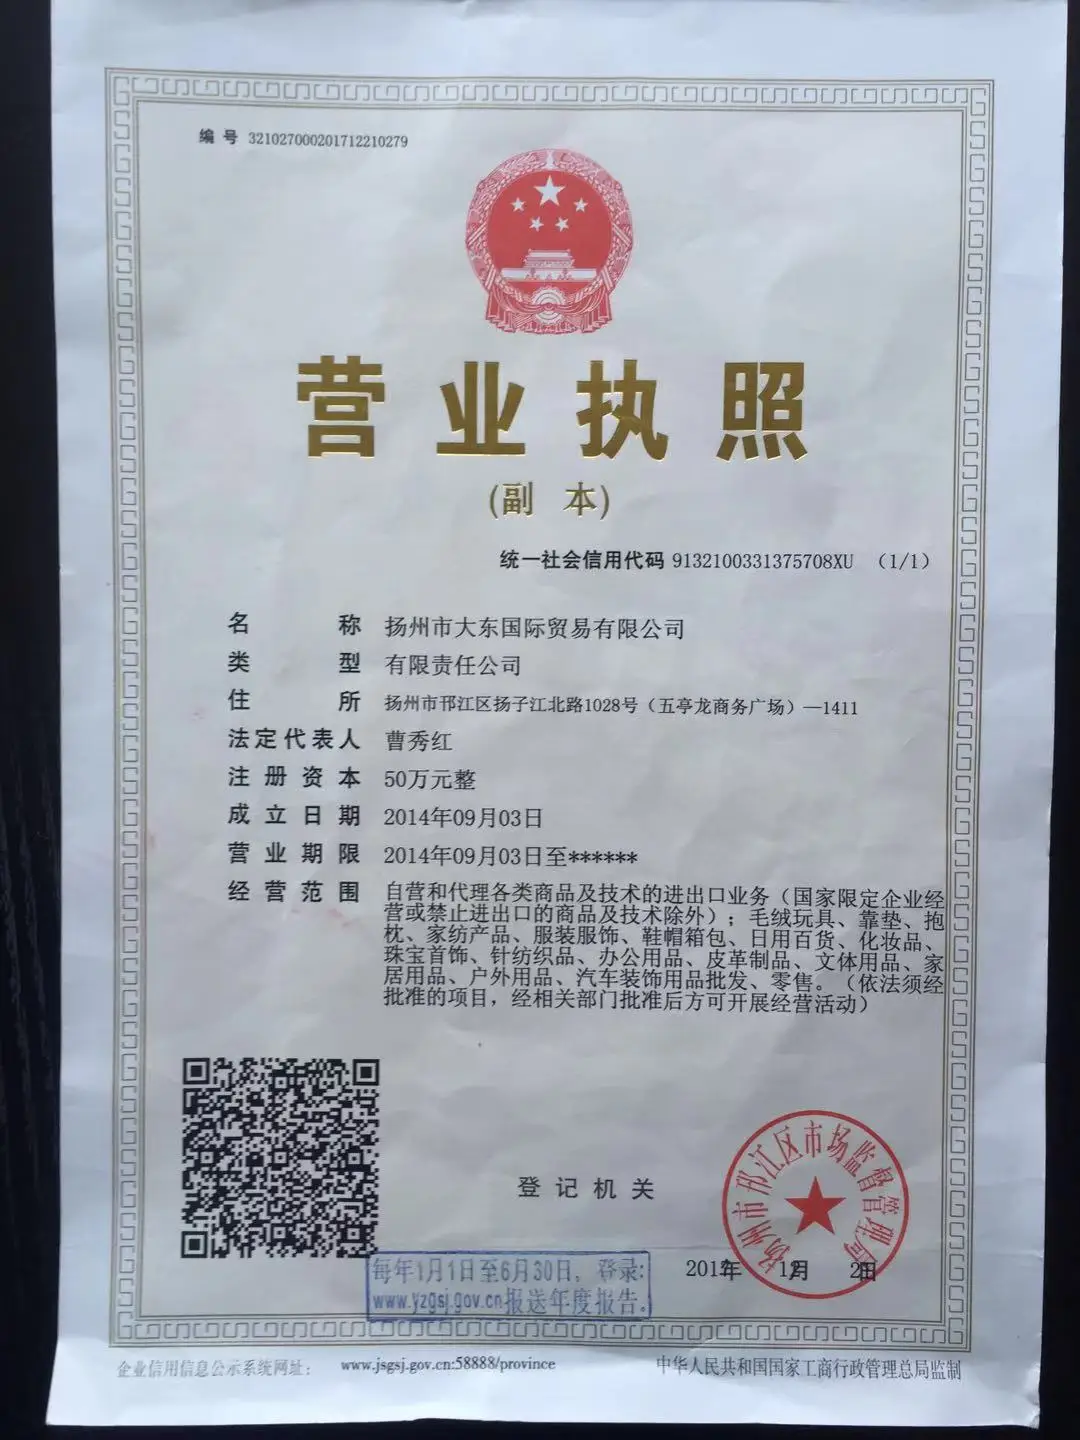 编 号 321027000201712210279
营业执照
(副 本)
统一社会信用代码 9132100331375708XU (1/1)
名 称 扬州市大东国际贸易有限公司
类 型 有限责任公司
住 所 扬州市邗江区扬子江北路1028号（五亭龙商务广场）—1411
法定代表人 曹秀红
注册资本 50万元整
成立日期 2014年09月03日
营业期限 2014年09月03日至******
经营范围 自营和代理各类商品及技术的进出口业务（国家限定企业经
营或禁止进出口的商品及技术除外）；毛绒玩具、靠垫、抱
枕、家纺产品、服装服饰、鞋帽箱包、日用百货、化妆品、
珠宝首饰、针纺织品、办公用品、皮革制品、文体用品、家
居用品、户外用品、汽车装饰用品批发、零售。（依法须经
批准的项目，经相关部门批准后方可开展经营活动）
扬州市邗江区市场监督管理局
登记机关
年 月 日
每年1月1日至6月30日，登录:
www.yzgsj.gov.cn报送年度报告。
企业信用信息公示系统网址： www.jsgsj.gov.cn:58888/province 中华人民共和国国家工商行政管理总局监制